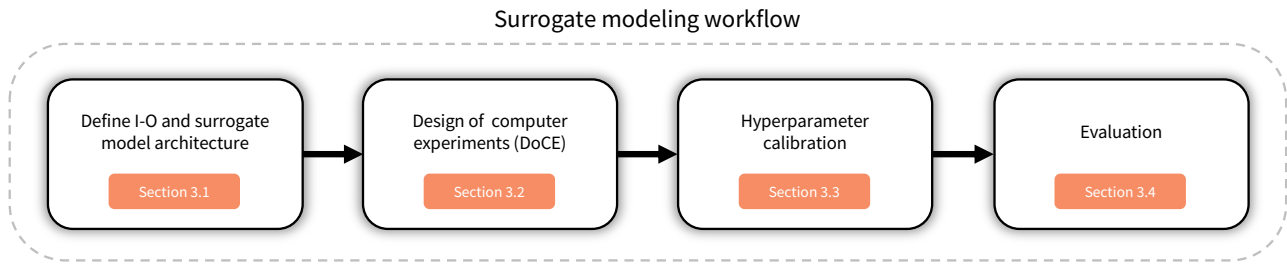 Surrogate modeling workflow
Define I-O and surrogate
model architecture
Section 3.1
Design of computer
experiments (DoCE)
Section 3.2
Hyperparameter
calibration
Section 3.3
Evaluation
Section 3.4